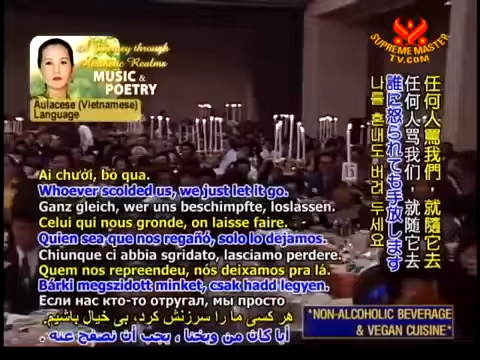 A Journey through
Aesthetic Realms
MUSIC &
POETRY
Aulacese (Vietnamese)
Language
SUPREME MASTER
TV.COM
任何人罵我們，就隨它去
任何人骂我们，就随它去
誰に怒られても手放します
나를 혼내도 버려 두세요
Ai chưởi, bỏ qua.
Whoever scolded us, we just let it go.
Ganz gleich, wer uns beschimpfte, loslassen.
Celui qui nous gronde, on laisse faire.
Quien sea que nos regañó, solo lo dejamos.
Chiunque ci abbia sgridato, lasciamo perdere.
Quem nos repreendeu, nós deixamos pra lá.
Bárki megszidott minket, csak hadd legyen.
Если нас кто-то отругал, мы просто
هر کسی ما را سرزنش کرد، بی خیال باشیم.
أيا كان من وبخنا ، يجب أن نصفح عنه .
*NON-ALCOHOLIC BEVERAGE
& VEGAN CUISINE*